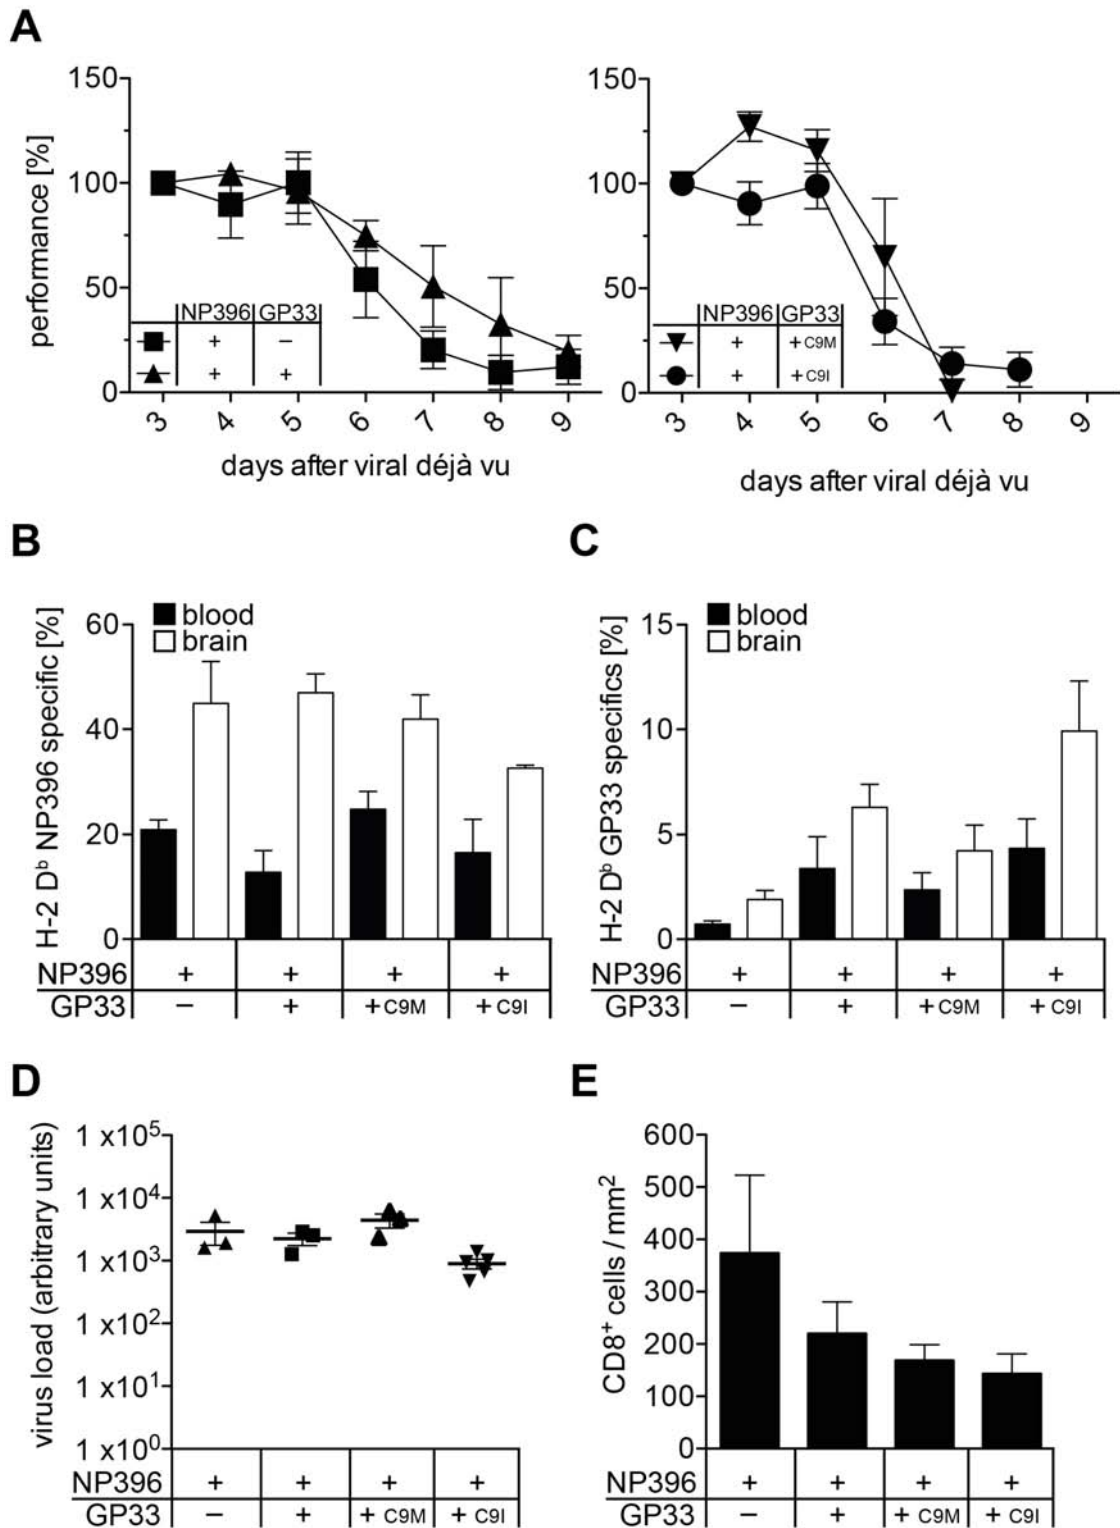 A
performance [%]
150
100
50
0
NP396 GP33
+ −
+ +
3 4 5 6 7 8 9
days after viral déjà vu
150
100
50
0
NP396 GP33
+ + C9M
+ + C9I
3 4 5 6 7 8 9
days after viral déjà vu
B
H-2 Dᵇ NP396 specific [%]
60
40
20
0
blood
brain
NP396 + + + +
GP33 − + + C9M + C9I
C
H-2 Dᵇ GP33 specifics [%]
15
10
5
0
blood
brain
NP396 + + + +
GP33 − + + C9M + C9I
D
virus load (arbitrary units)
1 x10⁵
1 x10⁴
1 x10³
1 x10²
1 x10¹
1 x10⁰
NP396 + + + +
GP33 − + + C9M + C9I
E
CD8⁺ cells / mm²
600
500
400
300
200
100
0
NP396 + + + +
GP33 − + + C9M + C9I